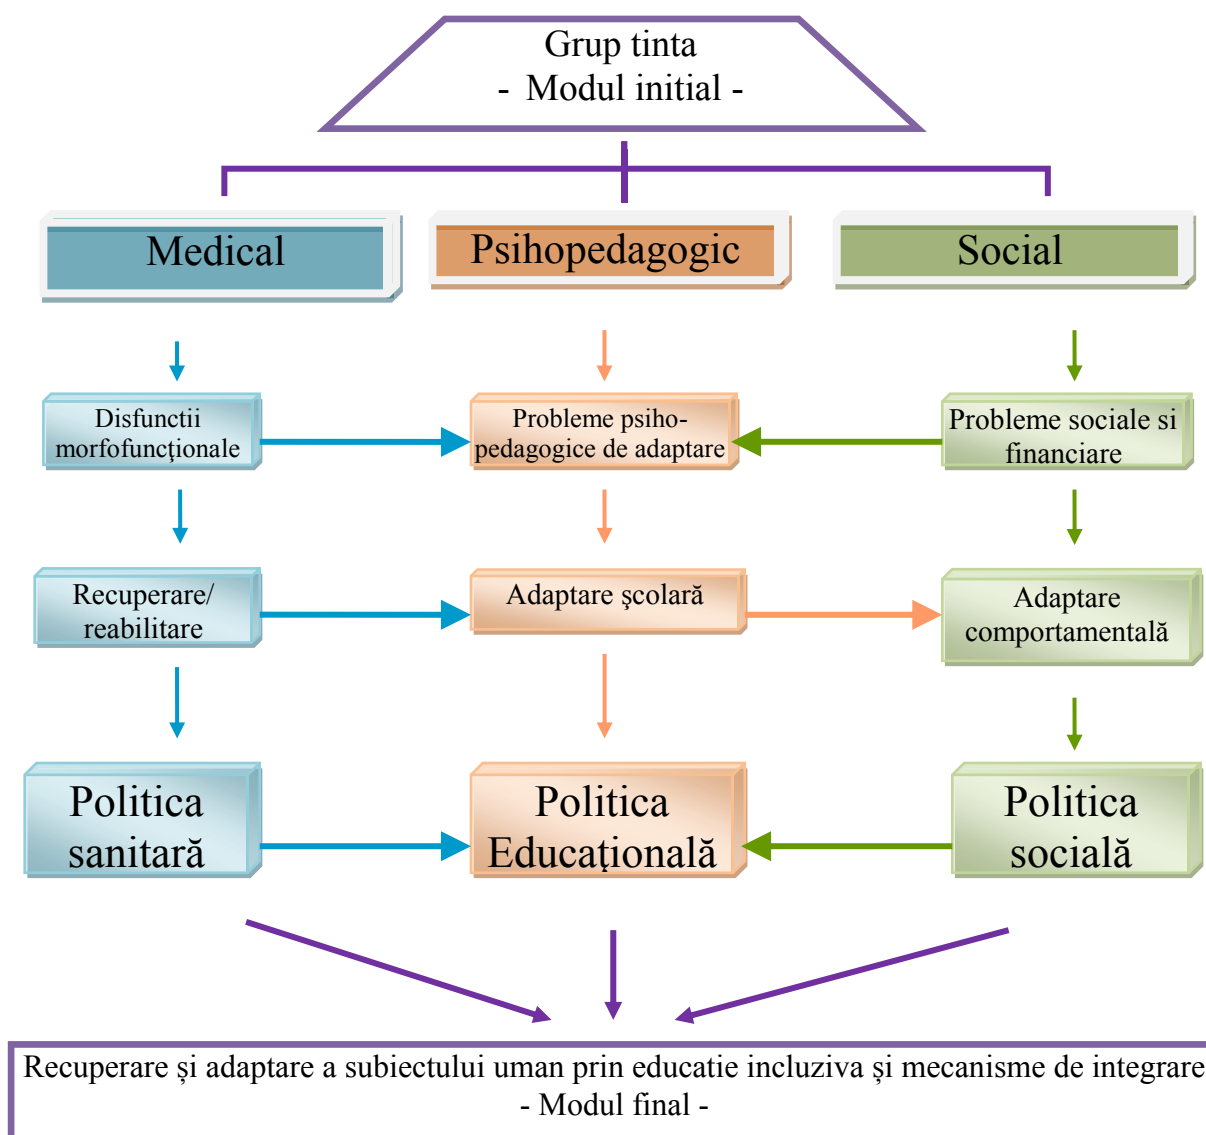 Grup tinta
- Modul initial -
Medical
Psihopedagogic
Social
Disfunctii
morfofuncţionale
Probleme psiho-
pedagogice de adaptare
Probleme sociale si
financiare
Recuperare/
reabilitare
Adaptare şcolară
Adaptare
comportamentală
Politica
sanitară
Politica
Educaţională
Politica
socială
Recuperare și adaptare a subiectului uman prin educatie incluziva și mecanisme de integrare
- Modul final -